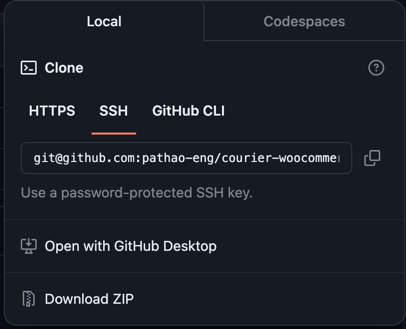 Local Codespaces
Clone
HTTPS SSH GitHub CLI
git@github.com:pathao-eng/courier-woocomme
Use a password-protected SSH key.
Open with GitHub Desktop
Download ZIP